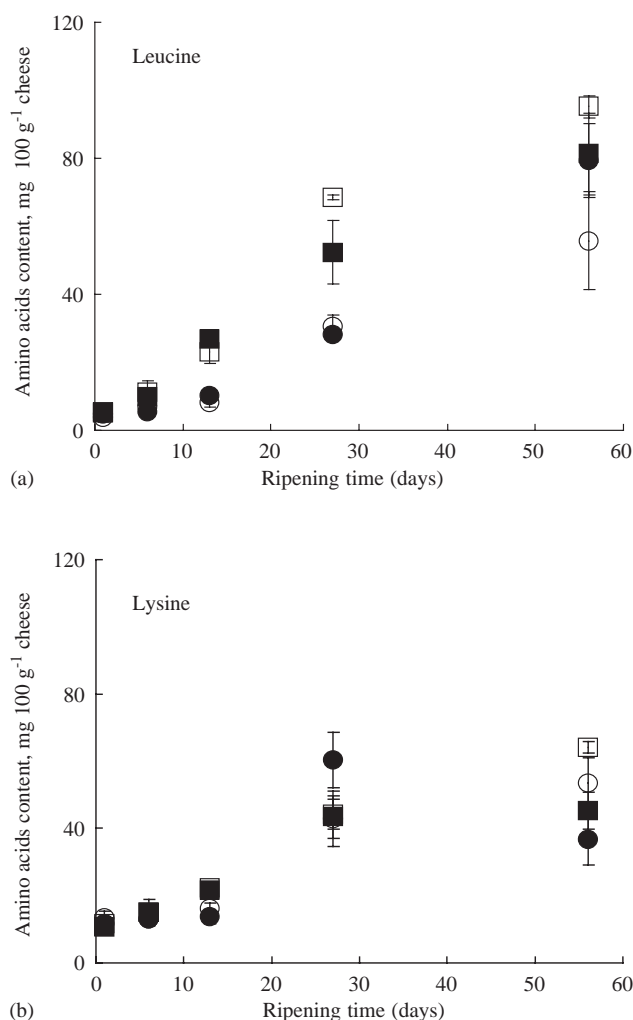 120
Leucine
80
40
0
0 10 20 30 40 50 60
Amino acids content, mg 100 g⁻¹ cheese
(a) Ripening time (days)
120
Lysine
80
40
0
0 10 20 30 40 50 60
Amino acids content, mg 100 g⁻¹ cheese
(b) Ripening time (days)